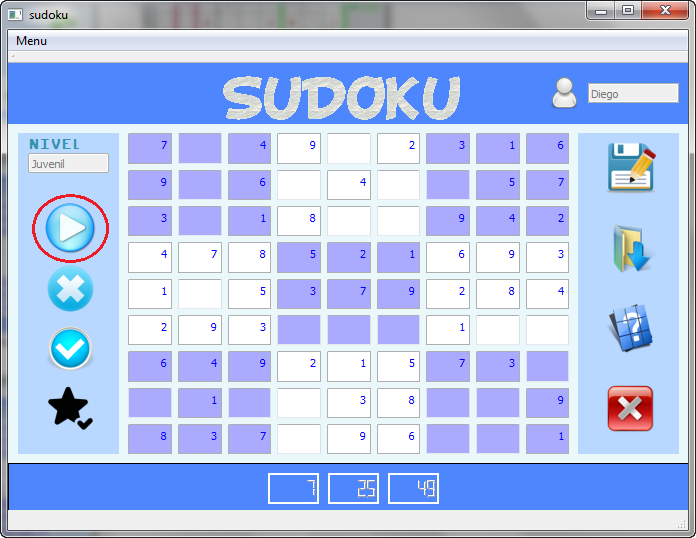 sudoku
Menu
SUDOKU
Diego
NIVEL
Juvenil
7 4 9 2 3 1 6
9 6 4 5 7
3 1 8 9 4 2
4 7 8 5 2 1 6 9 3
1 5 3 7 9 2 8 4
2 9 3 1
6 4 9 2 1 5 7 3
1 3 8 9
8 3 7 9 6 1
?
7 25 49